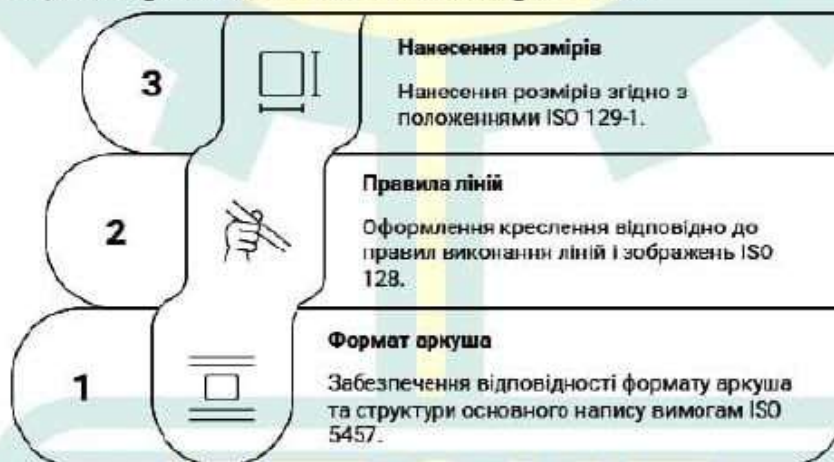 3
Нанесення розмірів
Нанесення розмірів згідно з
положеннями ISO 129-1.
2
Правила ліній
Оформлення креслення відповідно до
правил виконання ліній і зображень ISO
128.
1
Формат аркуша
Забезпечення відповідності формату аркуша
та структури основного напису вимогам ISO
5457.